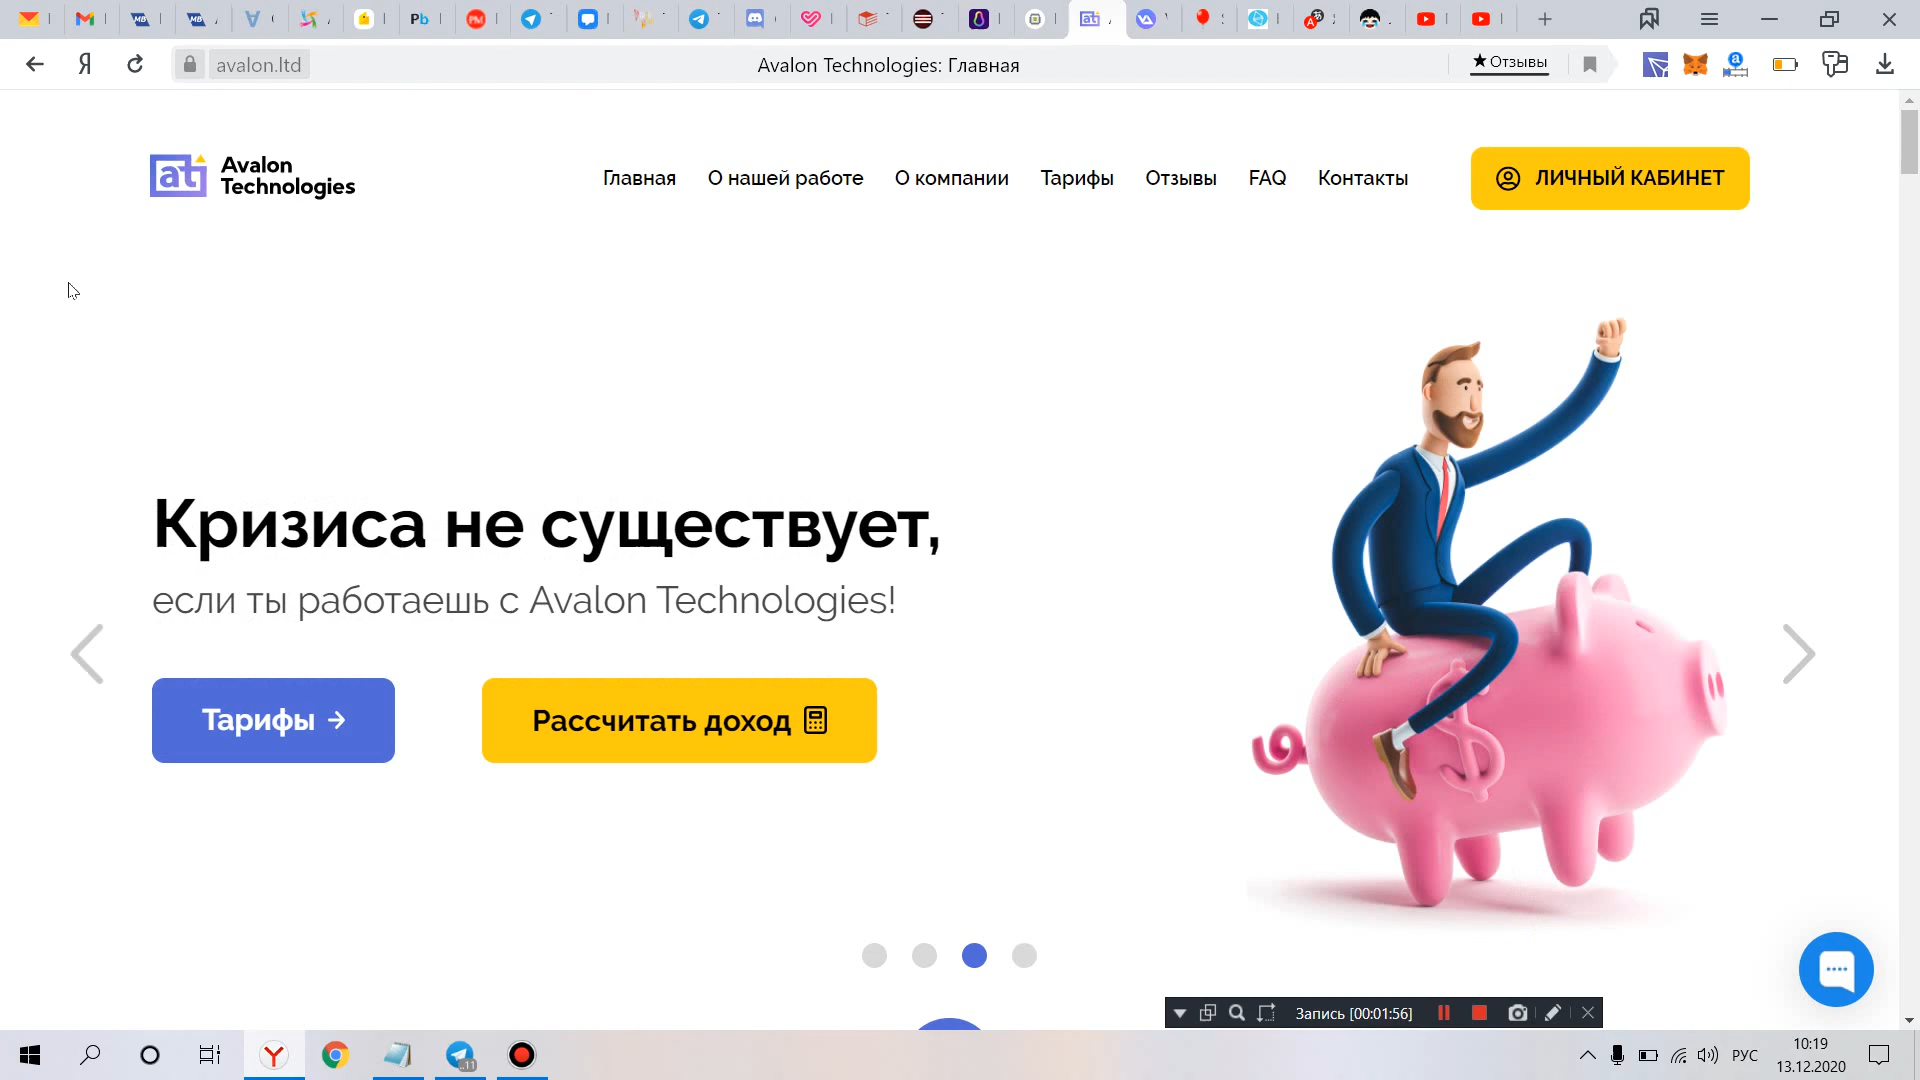 avalon.ltd
Avalon Technologies: Главная
★ Отзывы
Avalon
Technologies
Главная
О нашей работе
О компании
Тарифы
Отзывы
FAQ
Контакты
ЛИЧНЫЙ КАБИНЕТ
Кризиса не существует,
если ты работаешь с Avalon Technologies!
Тарифы →
Рассчитать доход
Запись [00:01:56]
РУС
10:19
13.12.2020